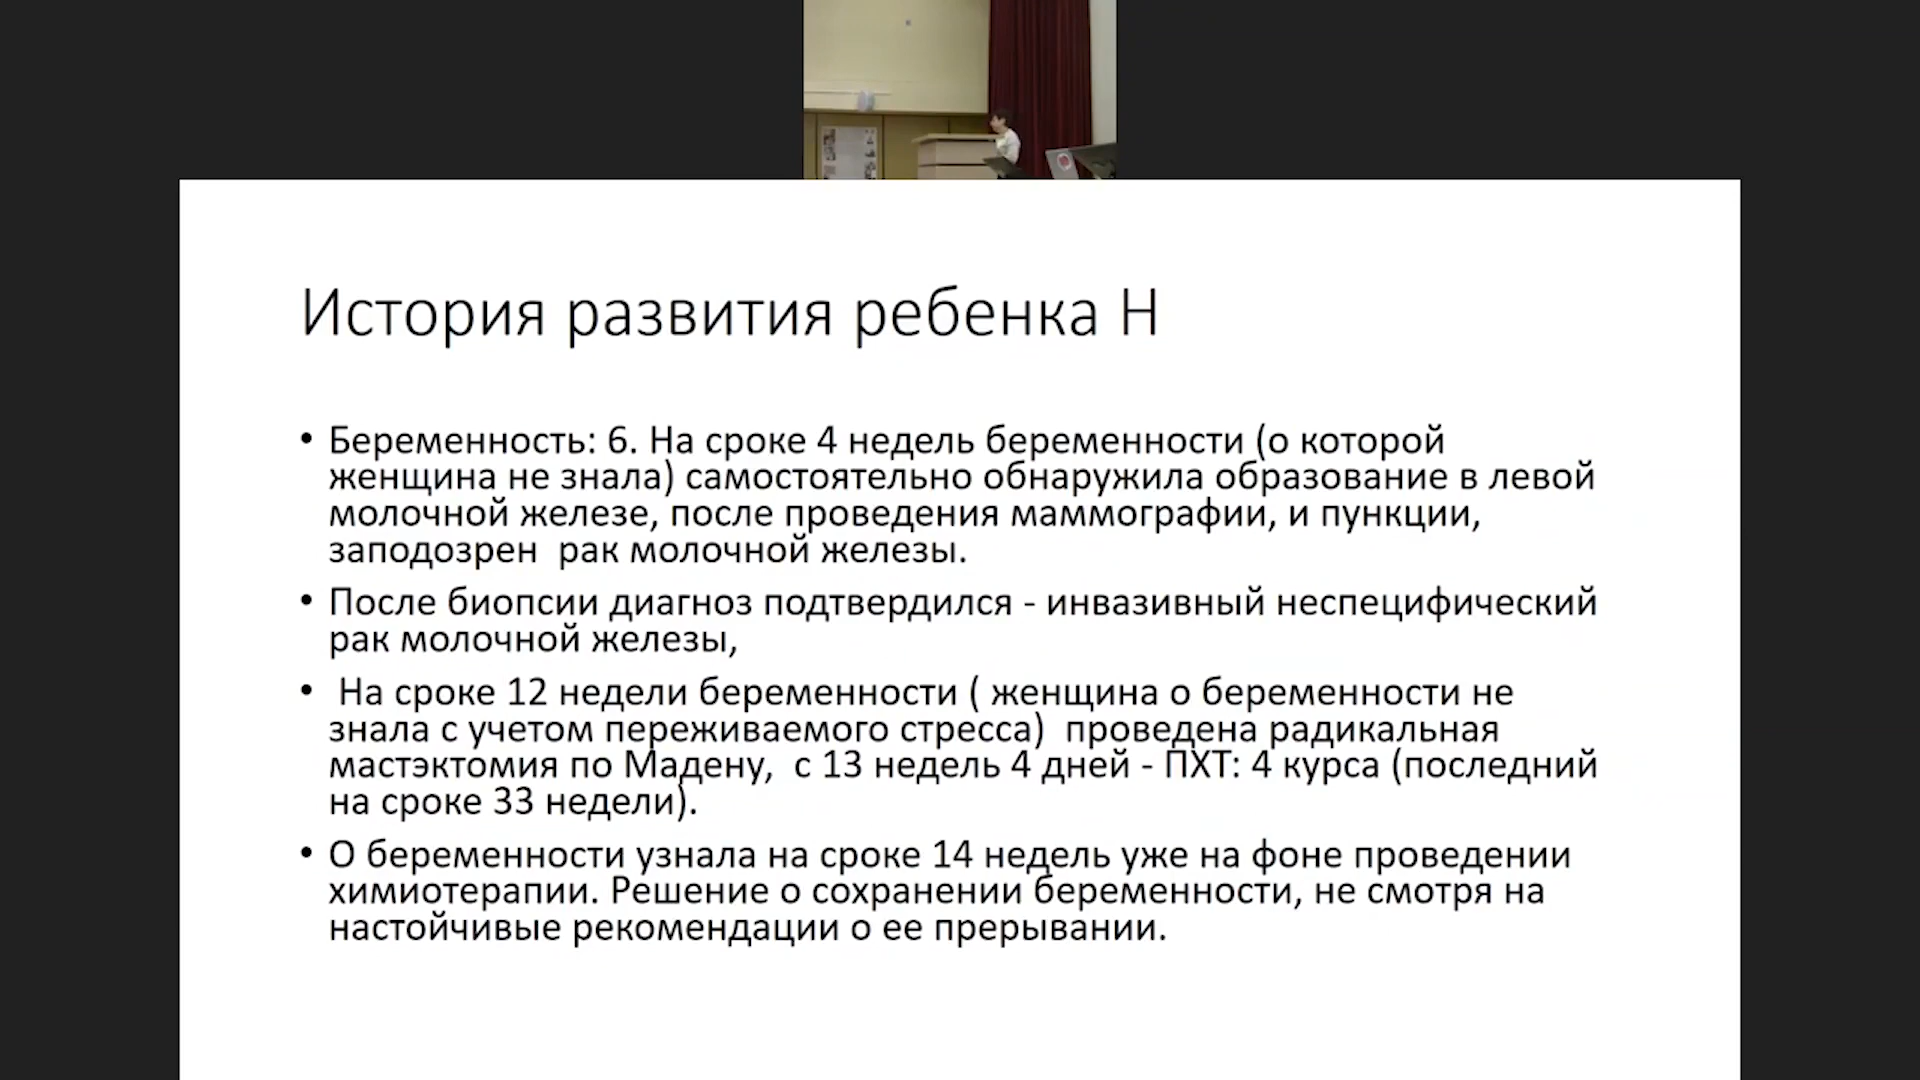 История развития ребенка Н
• Беременность: 6. На сроке 4 недель беременности (о которой
женщина не знала) самостоятельно обнаружила образование в левой
молочной железе, после проведения маммографии, и пункции,
заподозрен  рак молочной железы.
• После биопсии диагноз подтвердился - инвазивный неспецифический
рак молочной железы,
•  На сроке 12 недели беременности ( женщина о беременности не
знала с учетом переживаемого стресса)  проведена радикальная
мастэктомия по Мадену,  с 13 недель 4 дней - ПХТ: 4 курса (последний
на сроке 33 недели).
• О беременности узнала на сроке 14 недель уже на фоне проведении
химиотерапии. Решение о сохранении беременности, не смотря на
настойчивые рекомендации о ее прерывании.